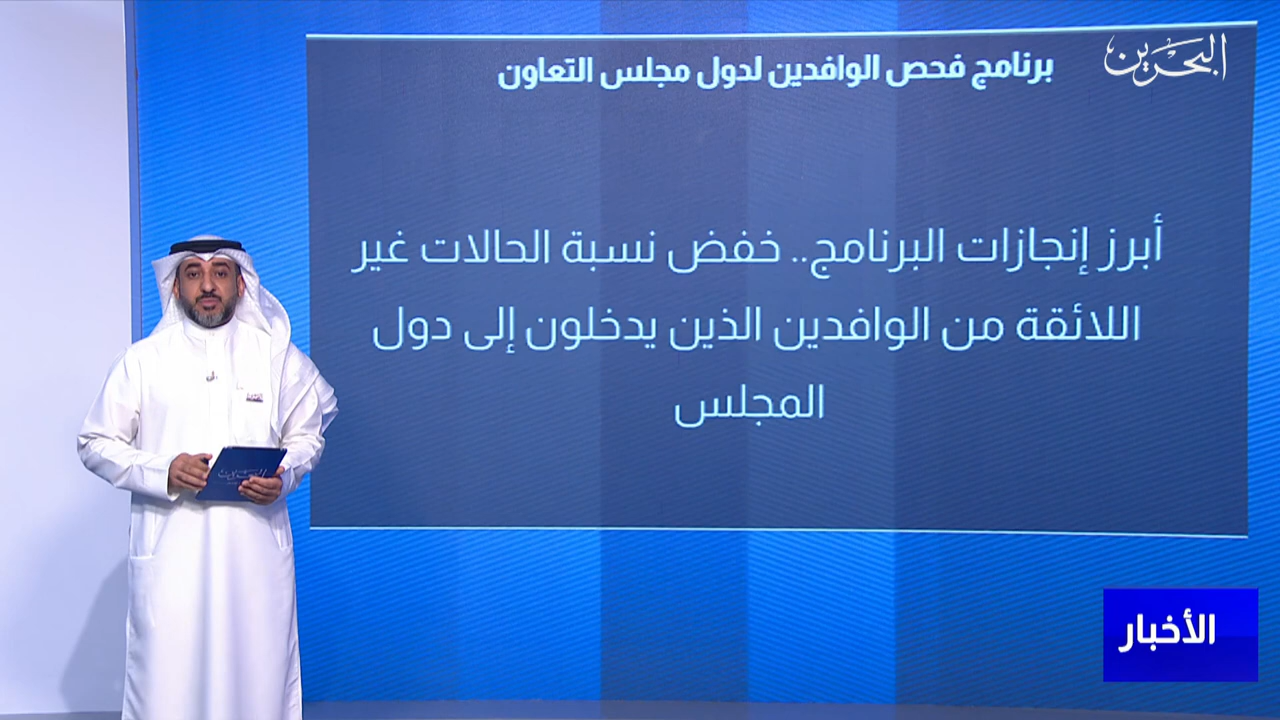 البحرين
برنامج فحص الوافدين لدول مجلس التعاون
أبرز إنجازات البرنامج.. خفض نسبة الحالات غير
اللائقة من الوافدين الذين يدخلون إلى دول
المجلس
البحرين
الأخبار